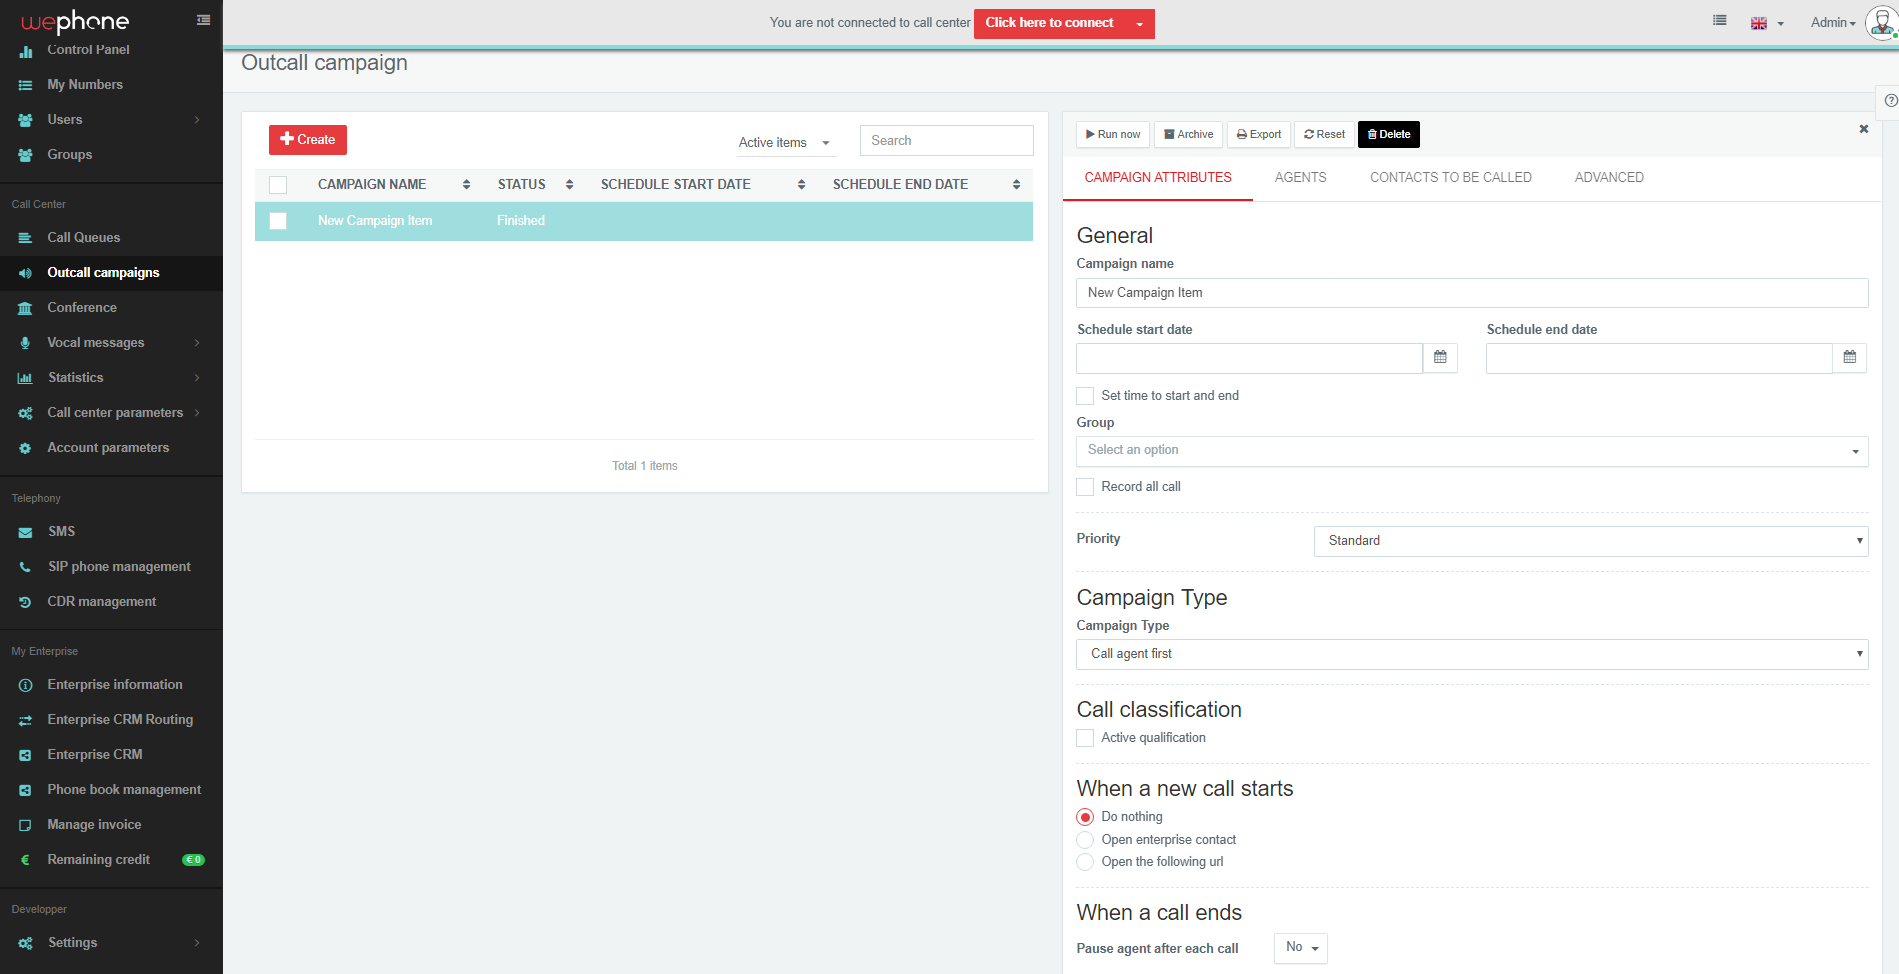 wephone
You are not connected to call center
Click here to connect
Admin
Control Panel
My Numbers
Users
Groups
Call Center
Call Queues
Outcall campaigns
Conference
Vocal messages
Statistics
Call center parameters
Account parameters
Telephony
SMS
SIP phone management
CDR management
My Enterprise
Enterprise information
Enterprise CRM Routing
Enterprise CRM
Phone book management
Manage invoice
Remaining credit € 0
Developper
Settings
Outcall campaign
Create
Active items
Search
CAMPAIGN NAME STATUS SCHEDULE START DATE SCHEDULE END DATE
New Campaign Item Finished
Total 1 items
Run now Archive Export Reset Delete
CAMPAIGN ATTRIBUTES AGENTS CONTACTS TO BE CALLED ADVANCED
General
Campaign name
New Campaign Item
Schedule start date Schedule end date
Set time to start and end
Group
Select an option
Record all call
Priority Standard
Campaign Type
Campaign Type
Call agent first
Call classification
Active qualification
When a new call starts
Do nothing
Open enterprise contact
Open the following url
When a call ends
Pause agent after each call No